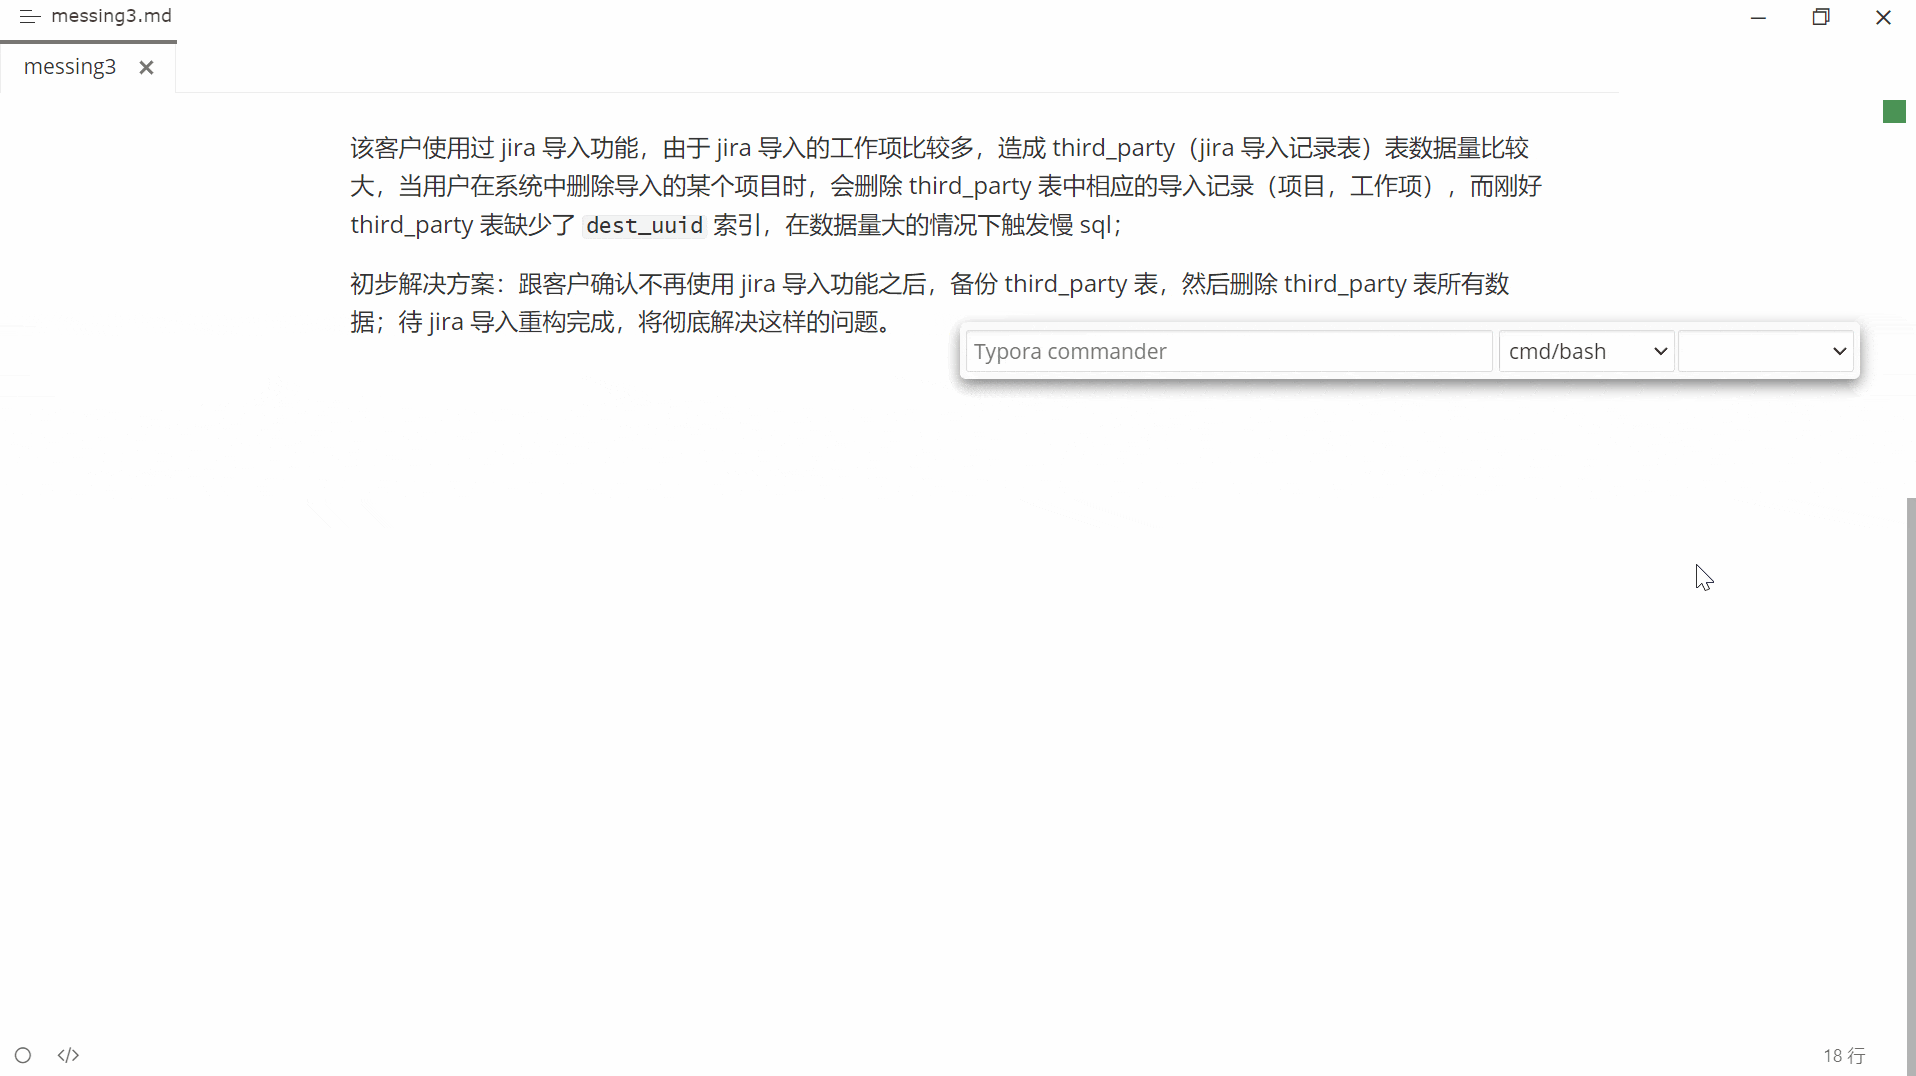 messing3.md
messing3
该客户使用过 jira 导入功能，由于 jira 导入的工作项比较多，造成 third_party（jira 导入记录表）表数据量比较
大，当用户在系统中删除导入的某个项目时，会删除 third_party 表中相应的导入记录（项目，工作项），而刚好
third_party 表缺少了 dest_uuid 索引，在数据量大的情况下触发慢 sql；
初步解决方案：跟客户确认不再使用 jira 导入功能之后，备份 third_party 表，然后删除 third_party 表所有数
据；待 jira 导入重构完成，将彻底解决这样的问题。
Typora commander cmd/bash
18 行